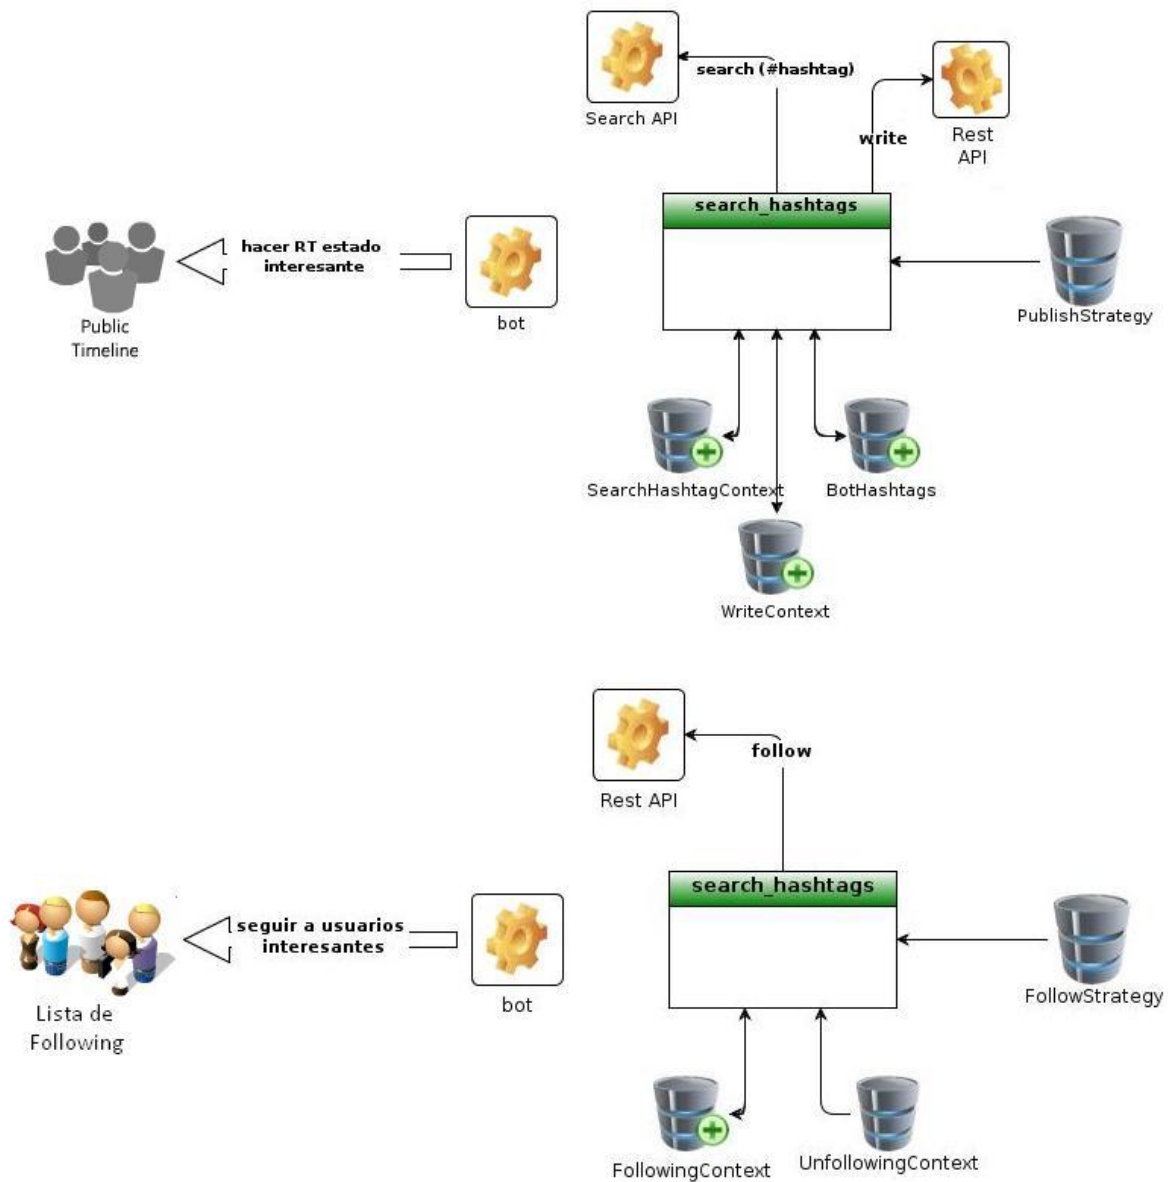 search (#hashtag)
Search API
write
Rest
API
search_hashtags
hacer RT estado
interesante
bot
Public
Timeline
PublishStrategy
SearchHashtagContext
BotHashtags
WriteContext
follow
Rest API
search_hashtags
seguir a usuarios
interesantes
bot
Lista de
Following
FollowStrategy
FollowingContext
UnfollowingContext